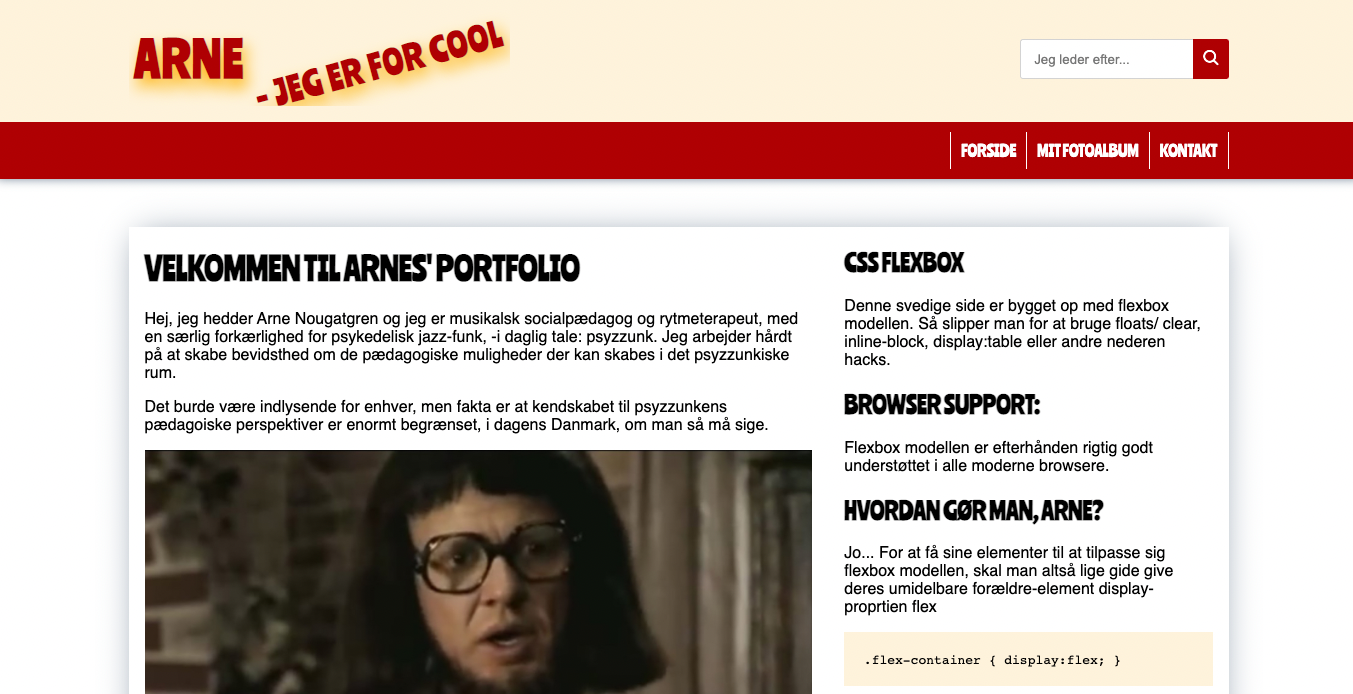 ARNE
- JEG ER FOR COOL
Jeg leder efter...
FORSIDE
MIT FOTOALBUM
KONTAKT
VELKOMMEN TIL ARNES' PORTFOLIO
Hej, jeg hedder Arne Nougatgren og jeg er musikalsk socialpædagog og rytmeterapeut, med
en særlig forkærlighed for psykedelisk jazz-funk, -i daglig tale: psyzzunk. Jeg arbejder hårdt
på at skabe bevidsthed om de pædagogiske muligheder der kan skabes i det psyzzunkiske
rum.
Det burde være indlysende for enhver, men fakta er at kendskabet til psyzzunkens
pædagoiske perspektiver er enormt begrænset, i dagens Danmark, om man så må sige.
CSS FLEXBOX
Denne svedige side er bygget op med flexbox
modellen. Så slipper man for at bruge floats/ clear,
inline-block, display:table eller andre nederen
hacks.
BROWSER SUPPORT:
Flexbox modellen er efterhånden rigtig godt
understøttet i alle moderne browsere.
HVORDAN GØR MAN, ARNE?
Jo... For at få sine elementer til at tilpasse sig
flexbox modellen, skal man altså lige gide give
deres umidelbare forældre-element display-
proprtien flex
.flex-container { display:flex; }